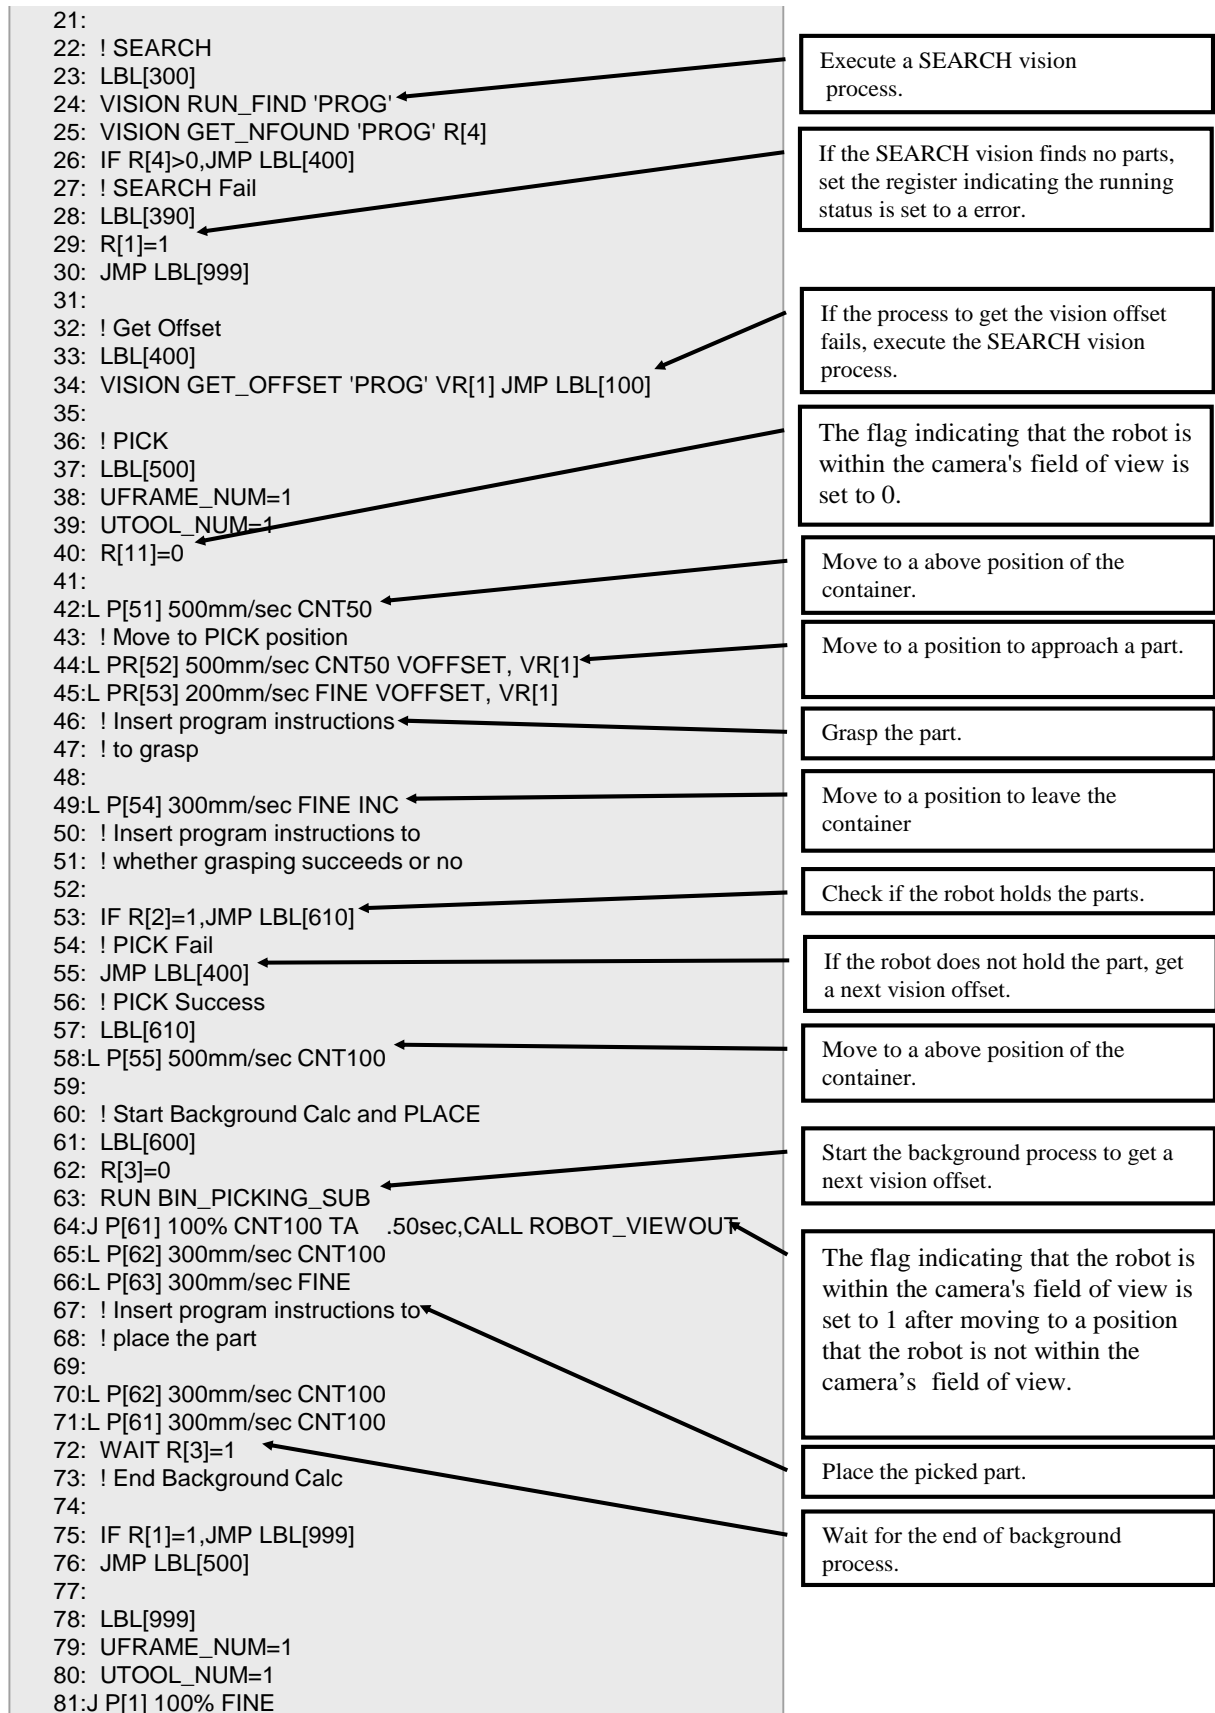 21:
22: ! SEARCH
23: LBL[300]
24: VISION RUN_FIND 'PROG'
25: VISION GET_NFOUND 'PROG' R[4]
26: IF R[4]>0,JMP LBL[400]
27: ! SEARCH Fail
28: LBL[390]
29: R[1]=1
30: JMP LBL[999]
31:
32: ! Get Offset
33: LBL[400]
34: VISION GET_OFFSET 'PROG' VR[1] JMP LBL[100]
35:
36: ! PICK
37: LBL[500]
38: UFRAME_NUM=1
39: UTOOL_NUM=1
40: R[11]=0
41:
42:L P[51] 500mm/sec CNT50
43: ! Move to PICK position
44:L PR[52] 500mm/sec CNT50 VOFFSET, VR[1]
45:L PR[53] 200mm/sec FINE VOFFSET, VR[1]
46: ! Insert program instructions
47: ! to grasp
48:
49:L P[54] 300mm/sec FINE INC
50: ! Insert program instructions to
51: ! whether grasping succeeds or no
52:
53: IF R[2]=1,JMP LBL[610]
54: ! PICK Fail
55: JMP LBL[400]
56: ! PICK Success
57: LBL[610]
58:L P[55] 500mm/sec CNT100
59:
60: ! Start Background Calc and PLACE
61: LBL[600]
62: R[3]=0
63: RUN BIN_PICKING_SUB
64:J P[61] 100% CNT100 TA .50sec,CALL ROBOT_VIEWOUT
65:L P[62] 300mm/sec CNT100
66:L P[63] 300mm/sec FINE
67: ! Insert program instructions to
68: ! place the part
69:
70:L P[62] 300mm/sec CNT100
71:L P[61] 300mm/sec CNT100
72: WAIT R[3]=1
73: ! End Background Calc
74:
75: IF R[1]=1,JMP LBL[999]
76: JMP LBL[500]
77:
78: LBL[999]
79: UFRAME_NUM=1
80: UTOOL_NUM=1
81:J P[1] 100% FINE
Execute a SEARCH vision
process.
If the SEARCH vision finds no parts,
set the register indicating the running
status is set to a error.
If the process to get the vision offset
fails, execute the SEARCH vision
process.
The flag indicating that the robot is
within the camera's field of view is
set to 0.
Move to a above position of the
container.
Move to a position to approach a part.
Grasp the part.
Move to a position to leave the
container
Check if the robot holds the parts.
If the robot does not hold the part, get
a next vision offset.
Move to a above position of the
container.
Start the background process to get a
next vision offset.
The flag indicating that the robot is
within the camera's field of view is
set to 1 after moving to a position
that the robot is not within the
camera’s field of view.
Place the picked part.
Wait for the end of background
process.